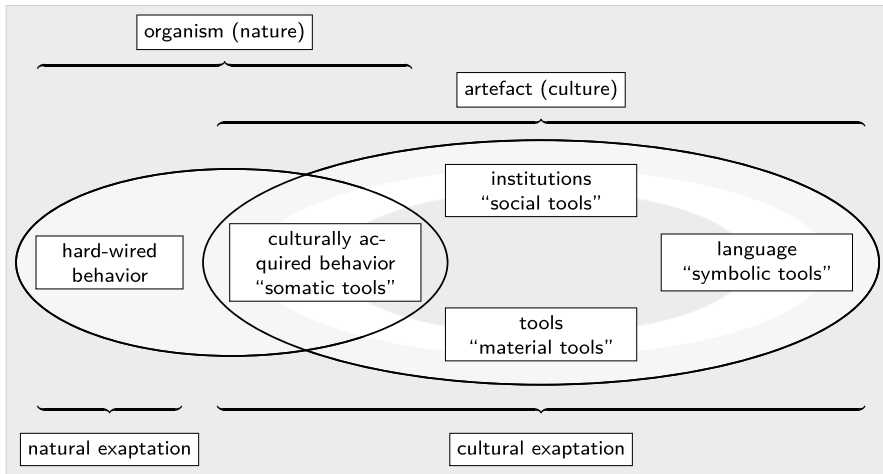 organism (nature)
artefact (culture)
institutions
“social tools”
hard-wired
behavior
culturally ac-
quired behavior
“somatic tools”
language
“symbolic tools”
tools
“material tools”
natural exaptation
cultural exaptation